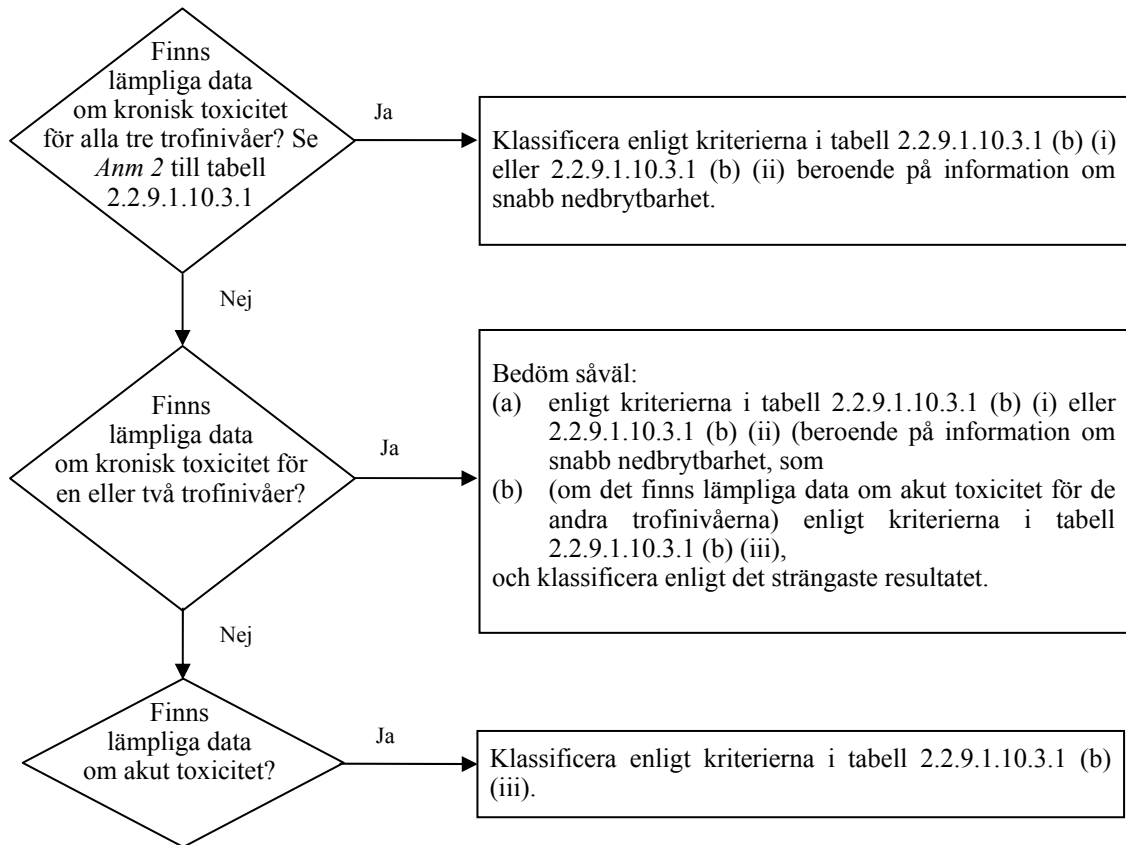 Finns
lämpliga data
om kronisk toxicitet
för alla tre trofinivåer? Se
Anm 2 till tabell
2.2.9.1.10.3.1
Ja
Klassificera enligt kriterierna i tabell 2.2.9.1.10.3.1 (b) (i)
eller 2.2.9.1.10.3.1 (b) (ii) beroende på information om
snabb nedbrytbarhet.
Nej
Finns
lämpliga data
om kronisk toxicitet för
en eller två trofinivåer?
Ja
Bedöm såväl:
(a) enligt kriterierna i tabell 2.2.9.1.10.3.1 (b) (i) eller
2.2.9.1.10.3.1 (b) (ii) (beroende på information om
snabb nedbrytbarhet, som
(b) (om det finns lämpliga data om akut toxicitet för de
andra trofinivåerna) enligt kriterierna i tabell
2.2.9.1.10.3.1 (b) (iii),
och klassificera enligt det strängaste resultatet.
Nej
Finns
lämpliga data
om akut toxicitet?
Ja
Klassificera enligt kriterierna i tabell 2.2.9.1.10.3.1 (b)
(iii).